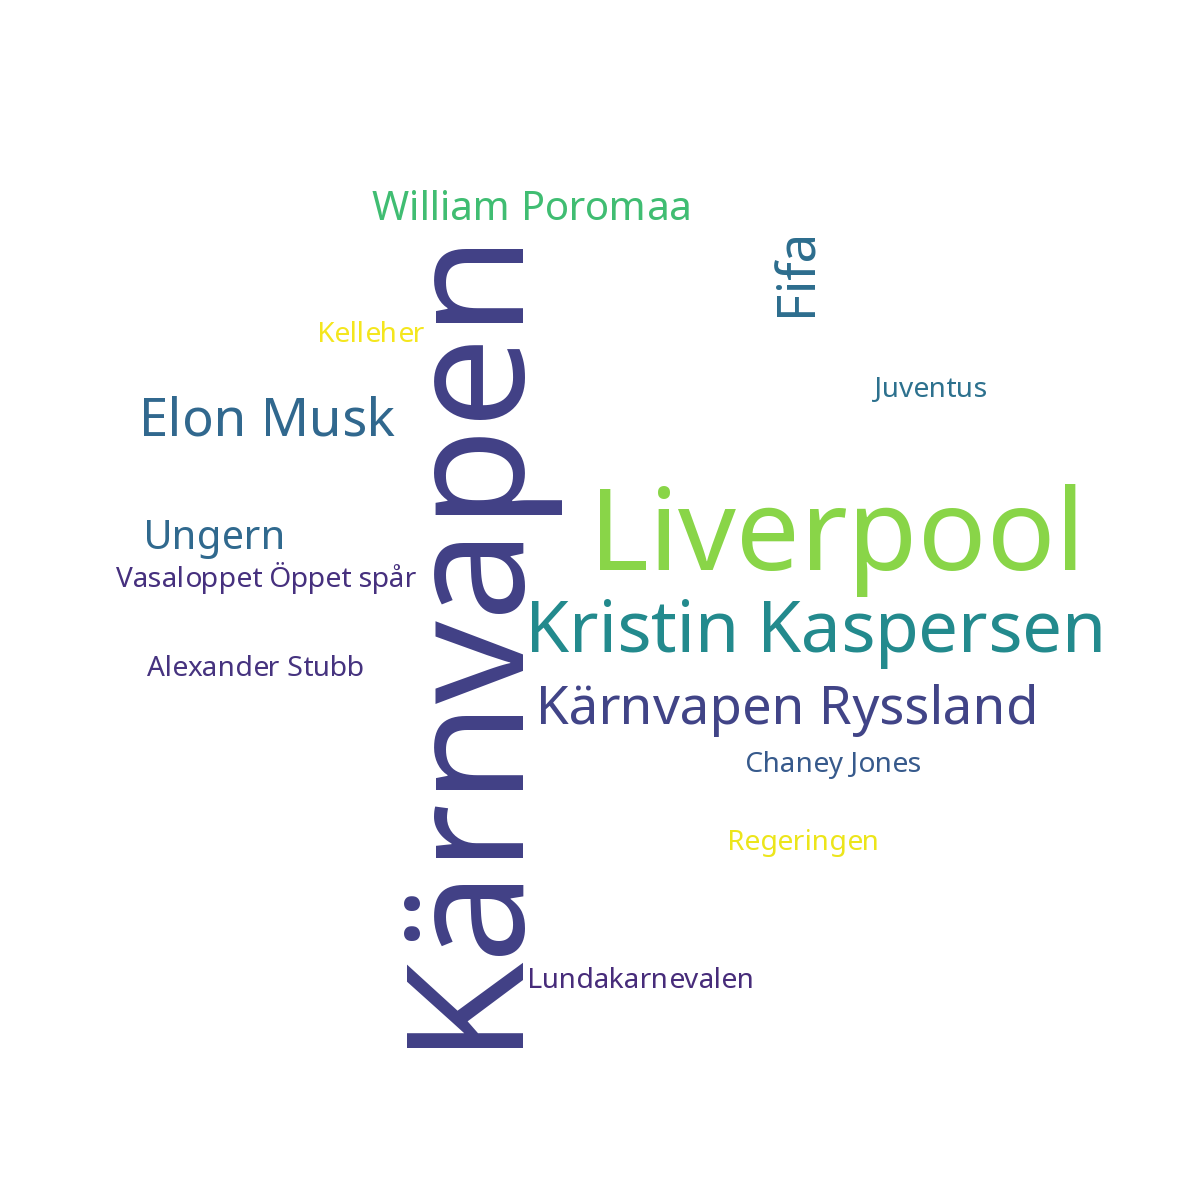 William Poromaa
Fifa
Kelleher
Juventus
Elon Musk
Kärnvapen
Liverpool
Ungern
Vasaloppet Öppet spår
Kristin Kaspersen
Alexander Stubb
Kärnvapen Ryssland
Chaney Jones
Regeringen
Lundakarnevalen